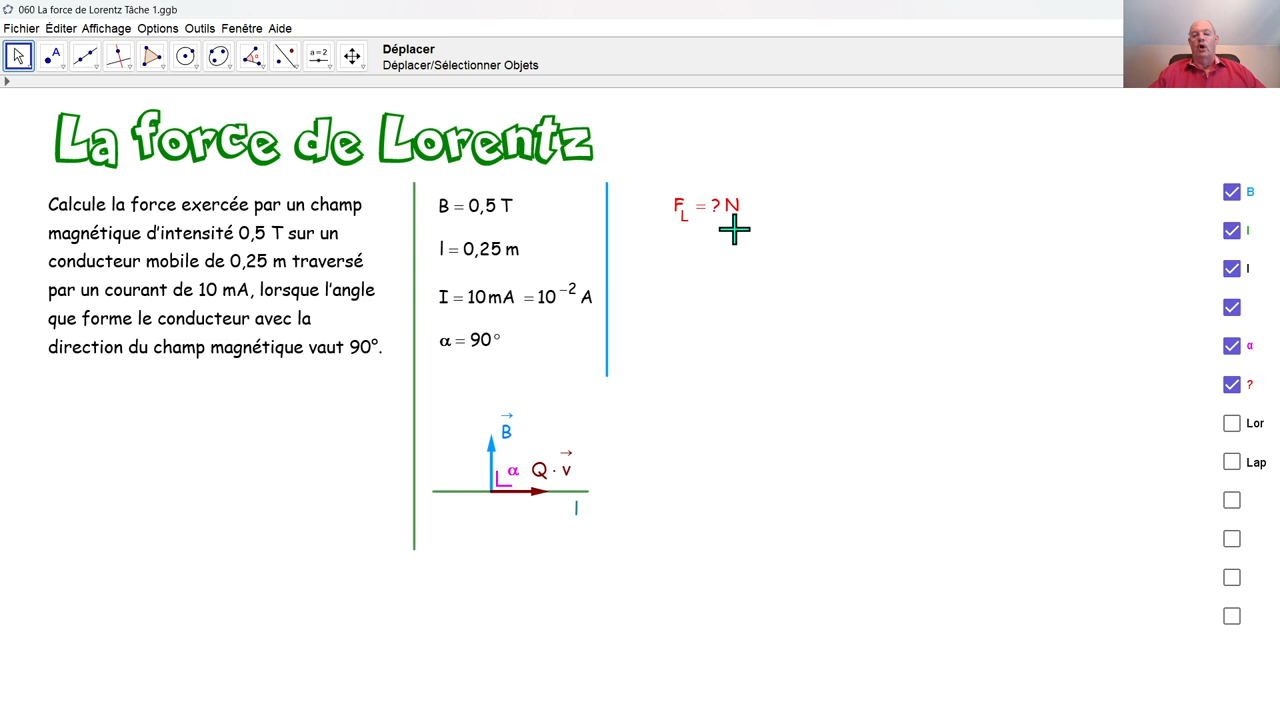 060 La force de Lorentz Tâche 1.ggb
Fichier Éditer Affichage Options Outils Fenêtre Aide
A
α
a=2
Déplacer
Déplacer/Sélectionner Objets
La force de Lorentz
Calcule la force exercée par un champ
magnétique d'intensité 0,5 T sur un
conducteur mobile de 0,25 m traversé
par un courant de 10 mA, lorsque l'angle
que forme le conducteur avec la
direction du champ magnétique vaut 90°.
B = 0,5 T
l = 0,25 m
I = 10 mA = 10⁻² A
α = 90°
B
α
Q · v
l
F_L = ? N
B
l
I
α
?
Lor
Lap